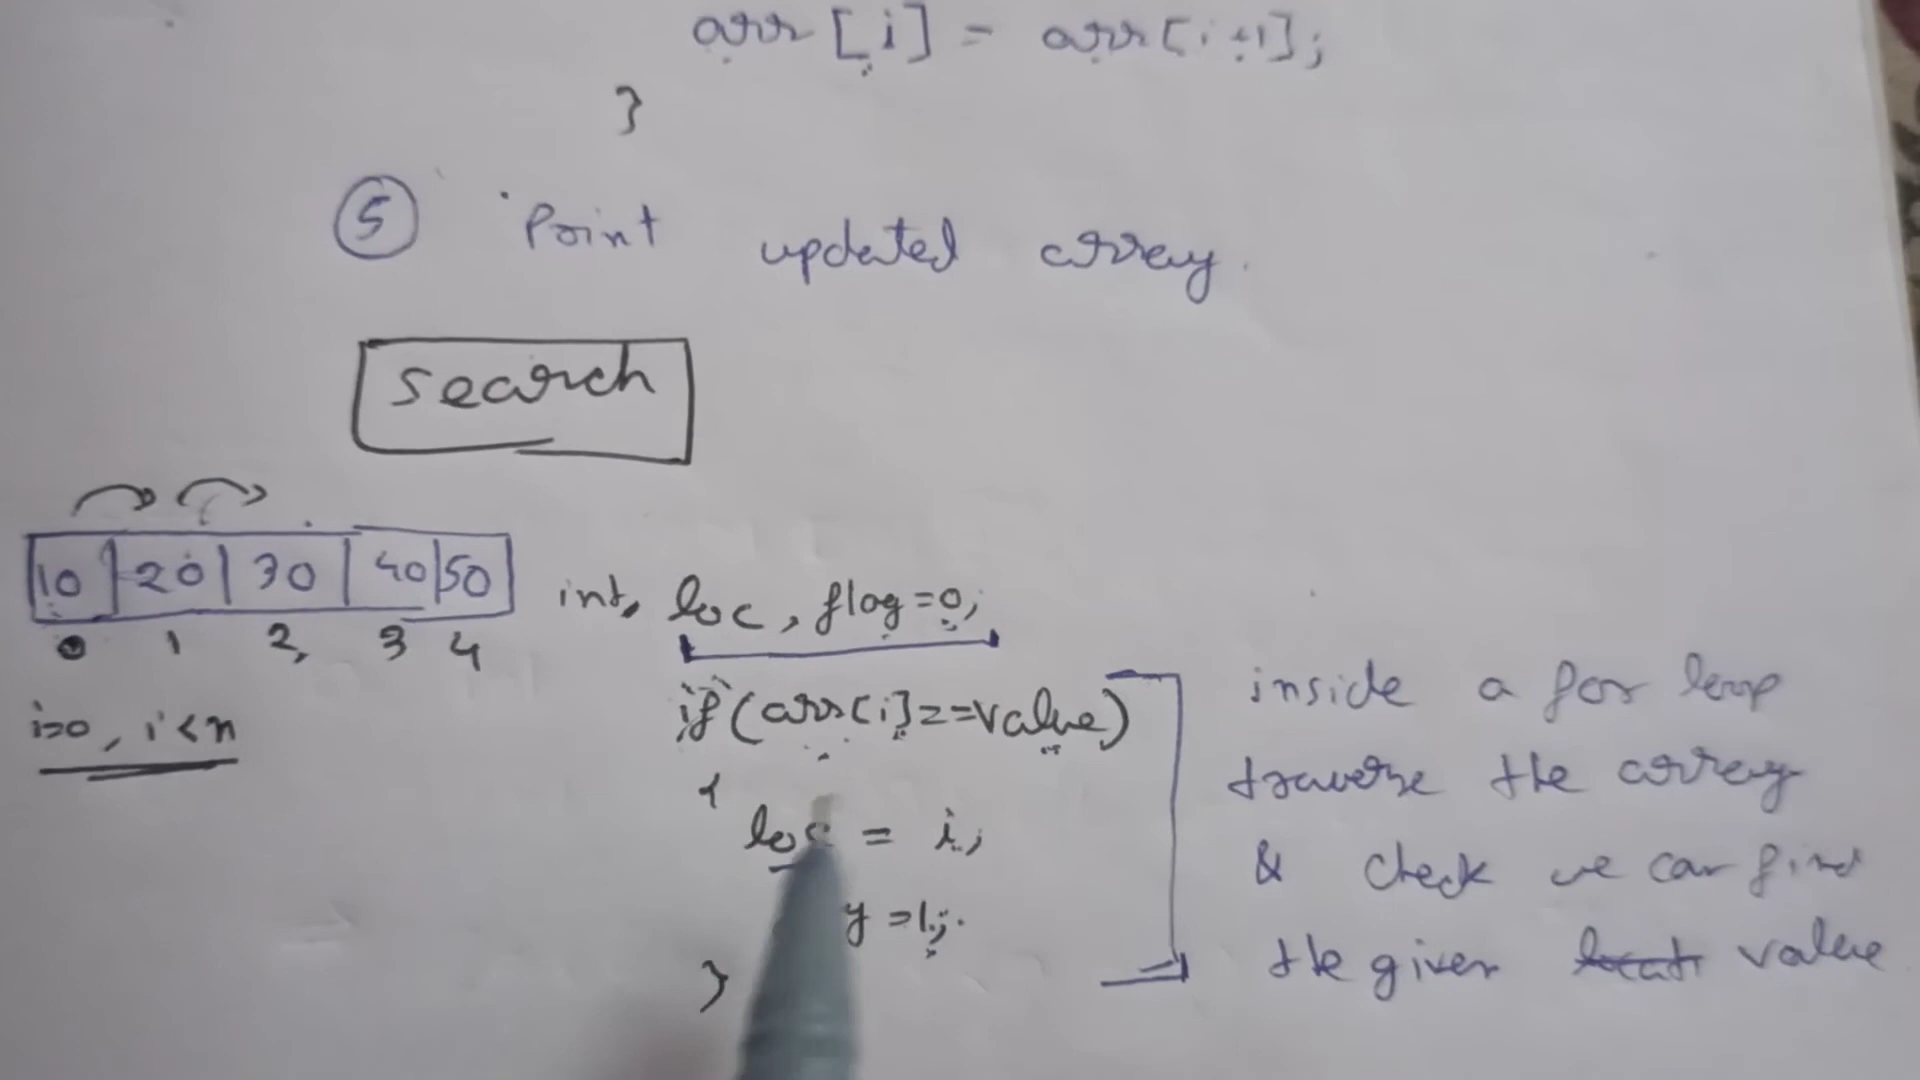 arr[i] = arr[i+1];
}
5 Print updated array.
search
10 20 30 40 50
0 1 2 3 4
i=0, i<n
int, loc, flag=0;
if(arr[i]==value)
{
loc = i;
=1;
}
inside a for loop
traverse the array
& check we can find
the given value